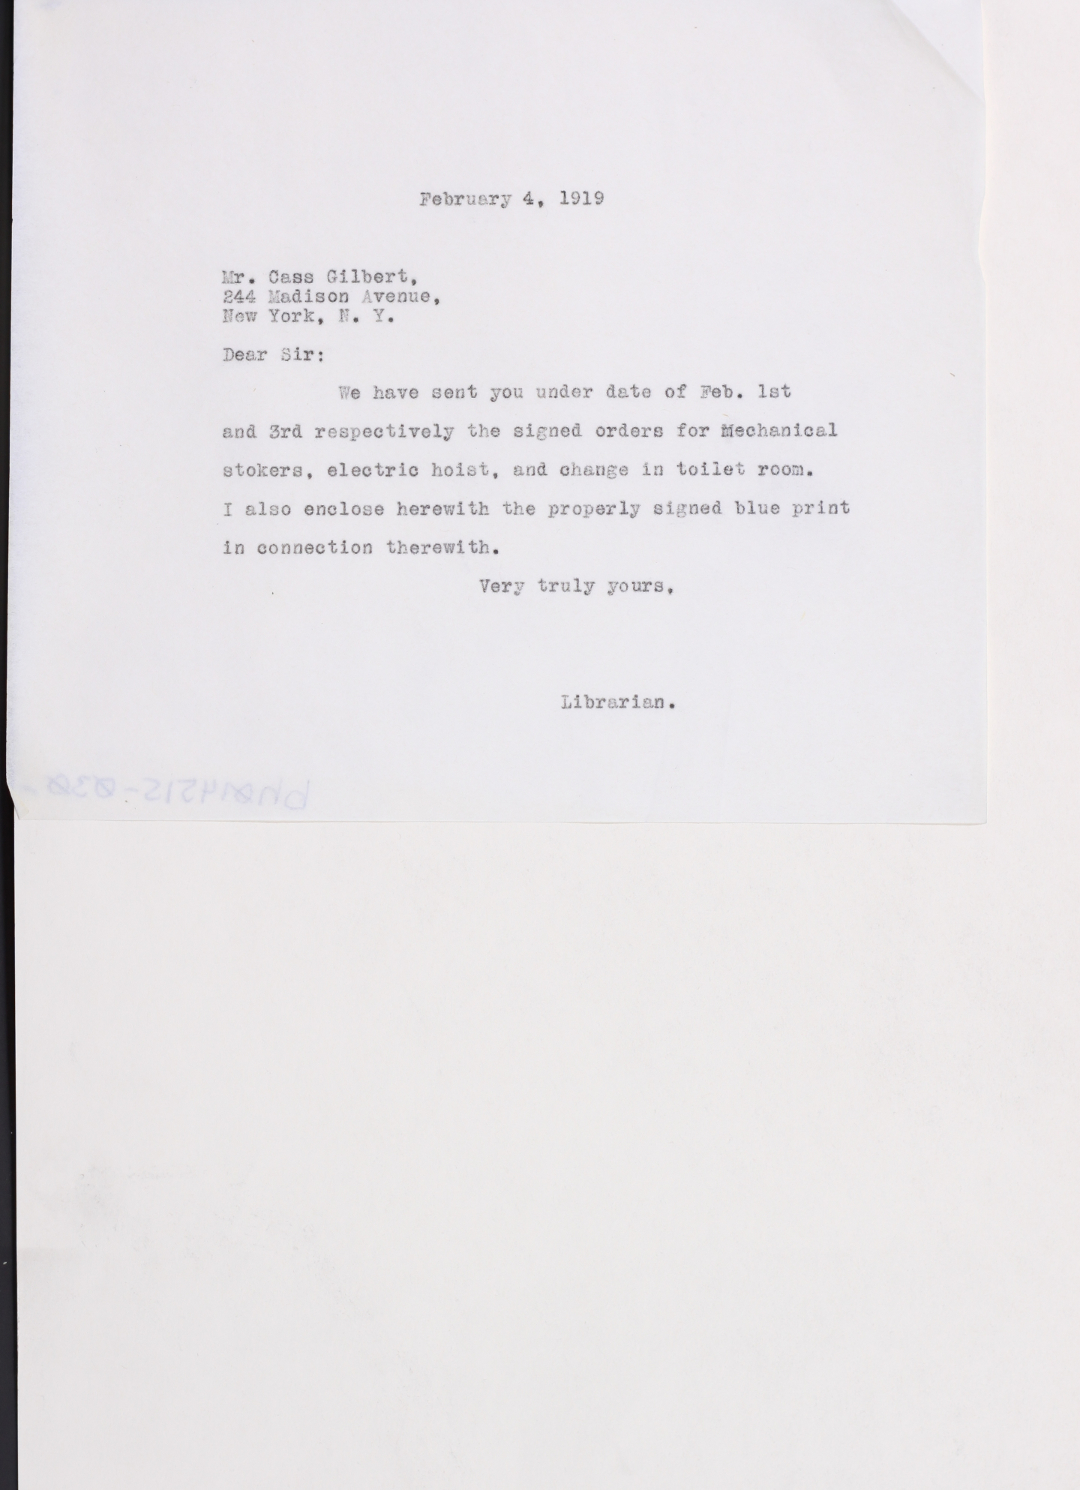 February 4, 1919
Mr. Cass Gilbert,
244 Madison Avenue,
New York, N. Y.
Dear Sir:
We have sent you under date of Feb. 1st
and 3rd respectively the signed orders for Mechanical
stokers, electric hoist, and change in toilet room.
I also enclose herewith the properly signed blue print
in connection therewith.
Very truly yours,
Librarian.